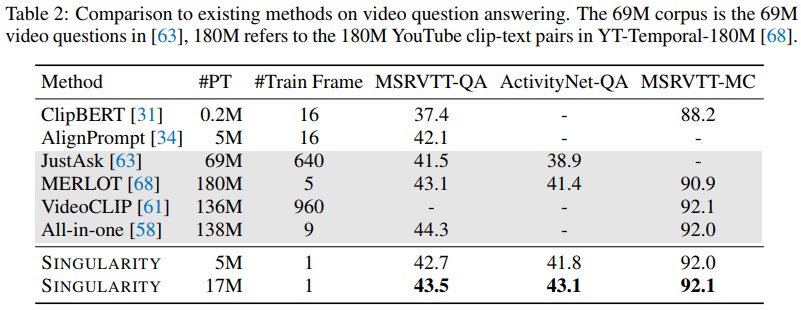 Table 2: Comparison to existing methods on video question answering. The 69M corpus is the 69M
video questions in [63], 180M refers to the 180M YouTube clip-text pairs in YT-Temporal-180M [68].
Method #PT #Train Frame MSRVTT-QA ActivityNet-QA MSRVTT-MC
ClipBERT [31] 0.2M 16 37.4 - 88.2
AlignPrompt [34] 5M 16 42.1 - -
JustAsk [63] 69M 640 41.5 38.9 -
MERLOT [68] 180M 5 43.1 41.4 90.9
VideoCLIP [61] 136M 960 - - 92.1
All-in-one [58] 138M 9 44.3 - 92.0
SINGULARITY 5M 1 42.7 41.8 92.0
SINGULARITY 17M 1 43.5 43.1 92.1